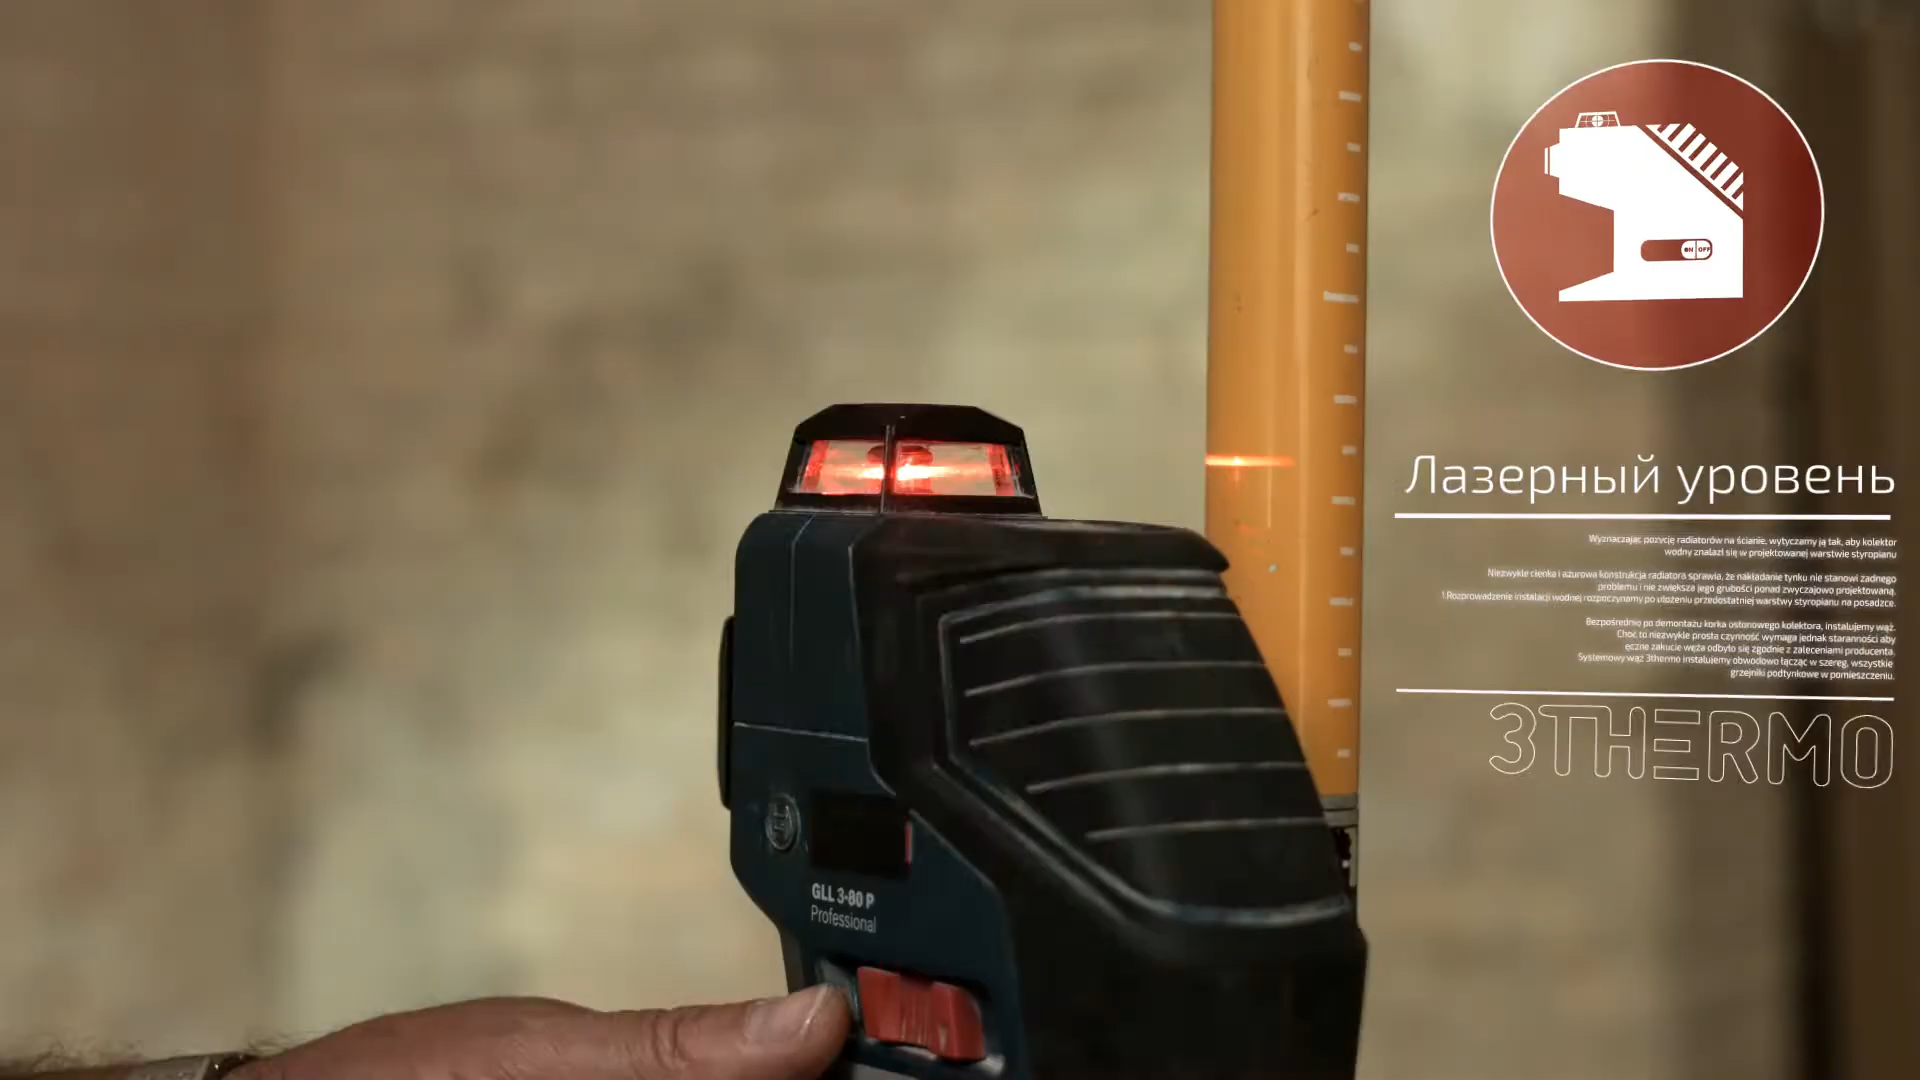 ON OFF
Лазерный уровень
Wyznaczając pozycję radiatorów na ścianie, wytyczamy ją tak, aby kolektor
wodny znalazł się w projektowanej warstwie styropianu
Niezwykle cienka i ażurowa konstrukcja radiatora sprawia, że nakładanie tynku nie stanowi żadnego
problemu i nie zwiększa jego grubości ponad zwyczajowo projektowaną.
1.Rozprowadzenie instalacji wodnej rozpoczynamy po ułożeniu przedostatniej warstwy styropianu na posadzce.
Bezpośrednio po demontażu korka ostonowego kolektora, instalujemy wąż.
Choć to niezwykle prosta czynność wymaga jednak staranności aby
ęczne zakucie węża odbyło się zgodnie z zaleceniami producenta.
Systemowy wąż 3thermo instalujemy obwodowo łącząc w szereg, wszystkie
grzejniki podtynkowe w pomieszczeniu.
3THERMO
GLL 3-80 P
Professional